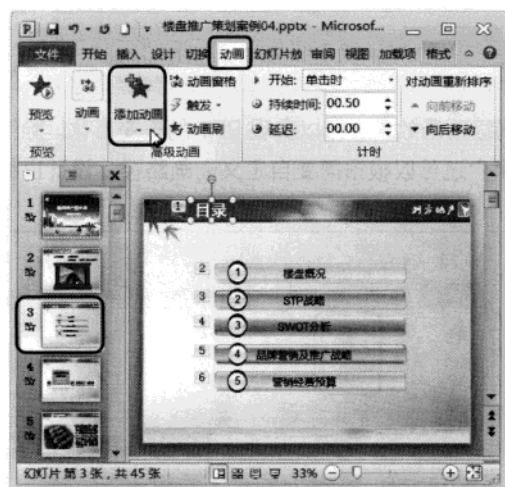 楼盘推广策划案例04.pptx - Microsof...
文件 开始 插入 设计 切换 动画 幻灯片放 审阅 视图 加载项 格式
预览 动画 添加动画 动画窗格 开始: 单击时 对动画重新排序
触发 持续时间: 00.50 向前移动
动画刷 延迟: 00.00 向后移动
预览 高级动画 计时
1
2
3
4
5
1 目录
2 1 楼盘概况
3 2 STP战略
4 3 SWOT分析
5 4 品牌营销及推广战略
6 5 营销经费预算
幻灯片 第 3 张，共 45 张 33%